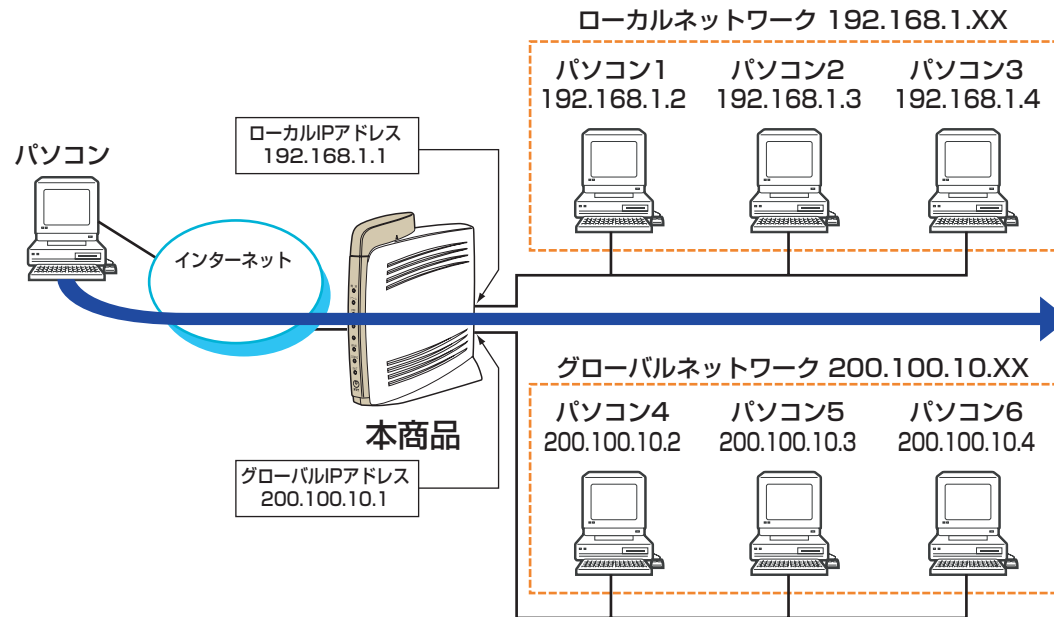 ローカルネットワーク 192.168.1.XX
パソコン1
192.168.1.2
パソコン2
192.168.1.3
パソコン3
192.168.1.4
ローカルIPアドレス
192.168.1.1
パソコン
インターネット
本商品
グローバルIPアドレス
200.100.10.1
グローバルネットワーク 200.100.10.XX
パソコン4
200.100.10.2
パソコン5
200.100.10.3
パソコン6
200.100.10.4